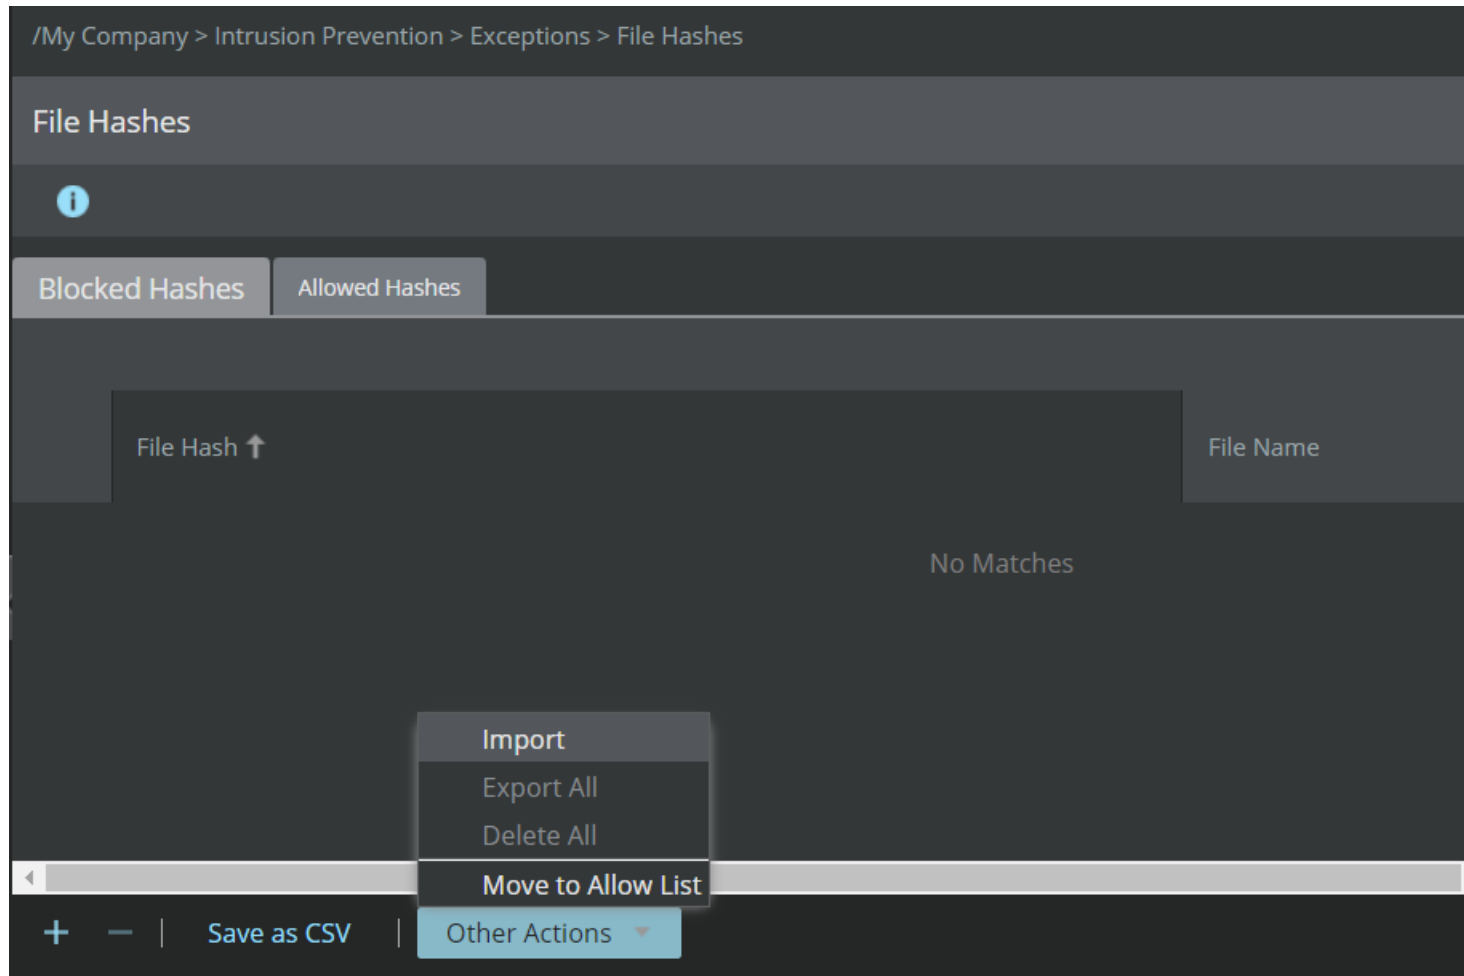 /My Company > Intrusion Prevention > Exceptions > File Hashes
File Hashes
Blocked Hashes
Allowed Hashes
File Hash
File Name
No Matches
Import
Export All
Delete All
Move to Allow List
Save as CSV
Other Actions